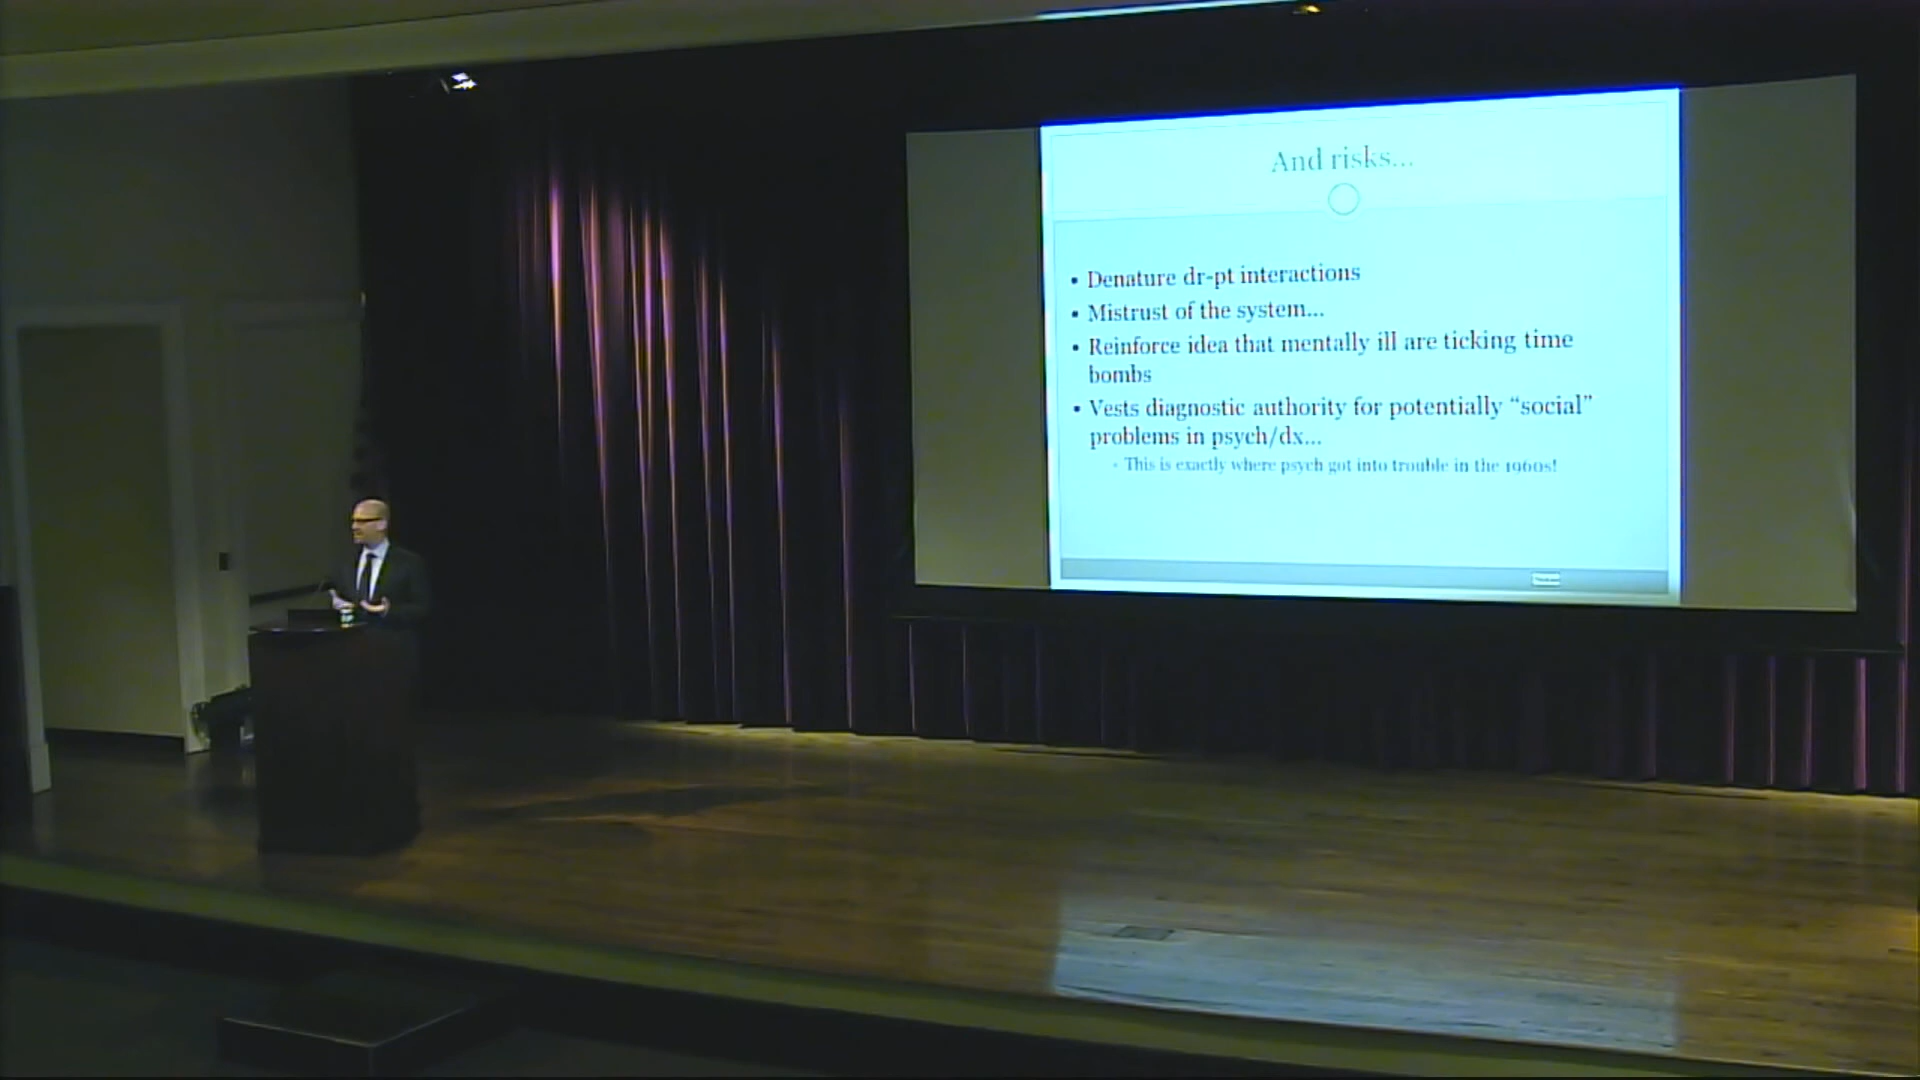 And risks...
• Denature dr-pt interactions
• Mistrust of the system...
• Reinforce idea that mentally ill are ticking time
bombs
• Vests diagnostic authority for potentially “social”
problems in psych/dx...
◦ This is exactly where psych got into trouble in the 1960s!